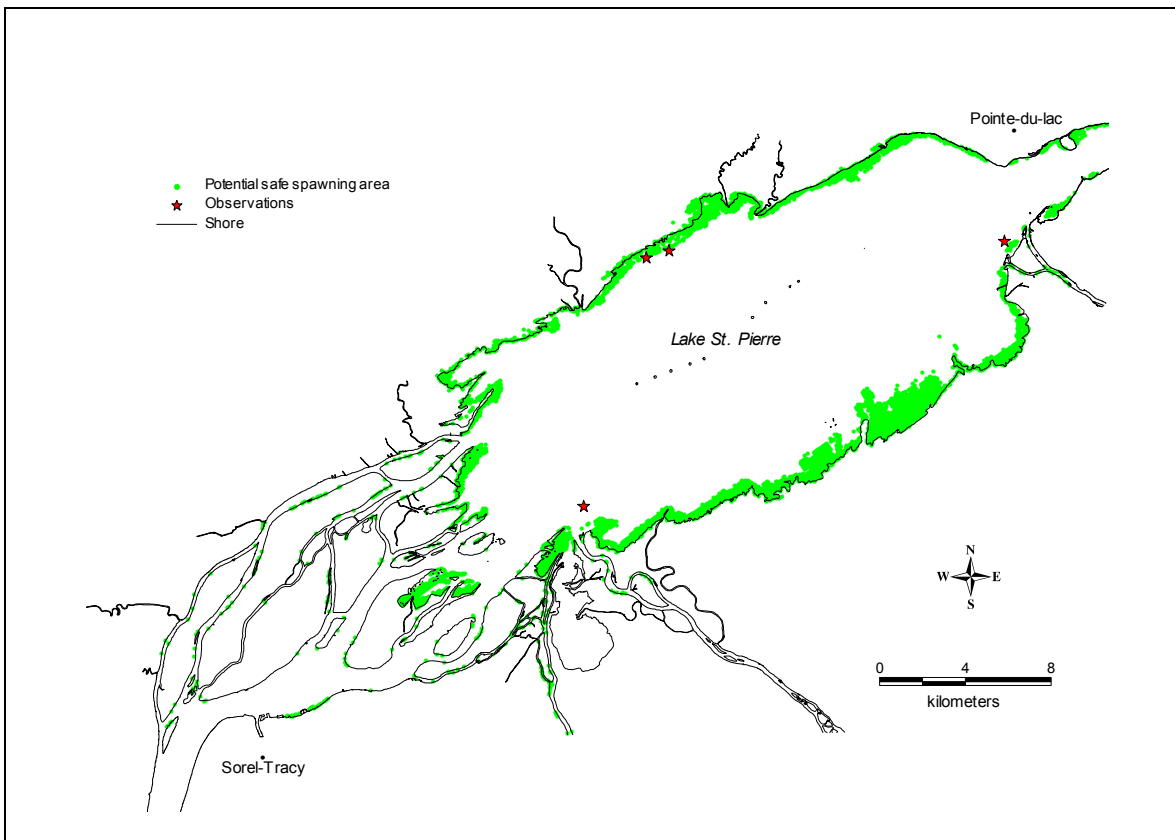 Pointe-du-lac
Potential safe spawning area
Observations
Shore
Lake St. Pierre
N
W E
S
0 4 8
kilometers
Sorel-Tracy